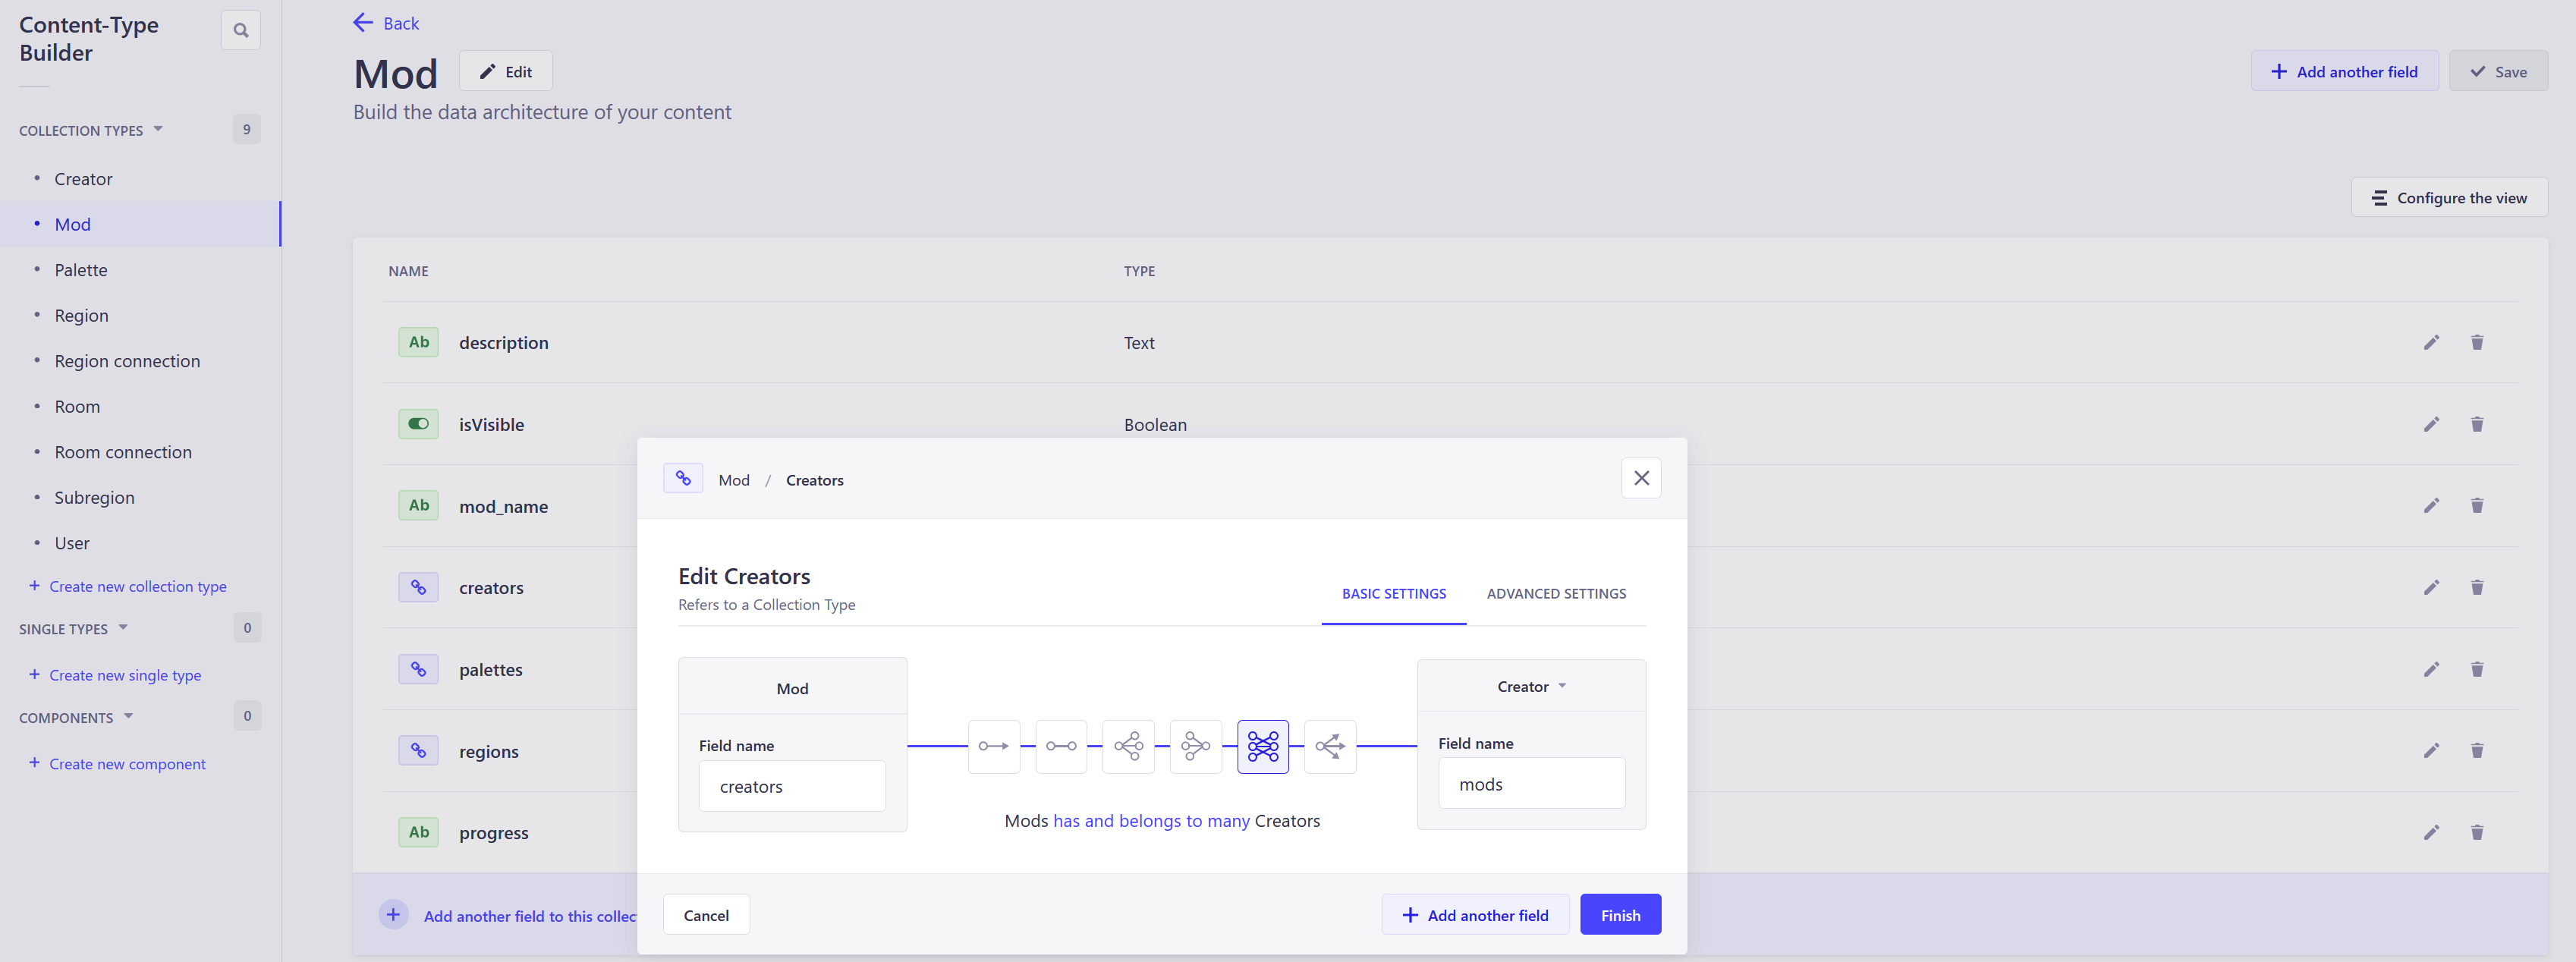 Content-Type
Builder
COLLECTION TYPES 9
Creator
Mod
Palette
Region
Region connection
Room
Room connection
Subregion
User
+ Create new collection type
SINGLE TYPES 0
+ Create new single type
COMPONENTS 0
+ Create new component
Back
Mod
Edit
Build the data architecture of your content
+ Add another field
Save
Configure the view
NAME TYPE
Ab description Text
isVisible Boolean
Ab mod_name
creators
palettes
regions
Ab progress
+ Add another field to this collec
Mod / Creators
Edit Creators
Refers to a Collection Type
BASIC SETTINGS ADVANCED SETTINGS
Mod
Field name
creators
Mods has and belongs to many Creators
Creator
Field name
mods
Cancel
+ Add another field
Finish